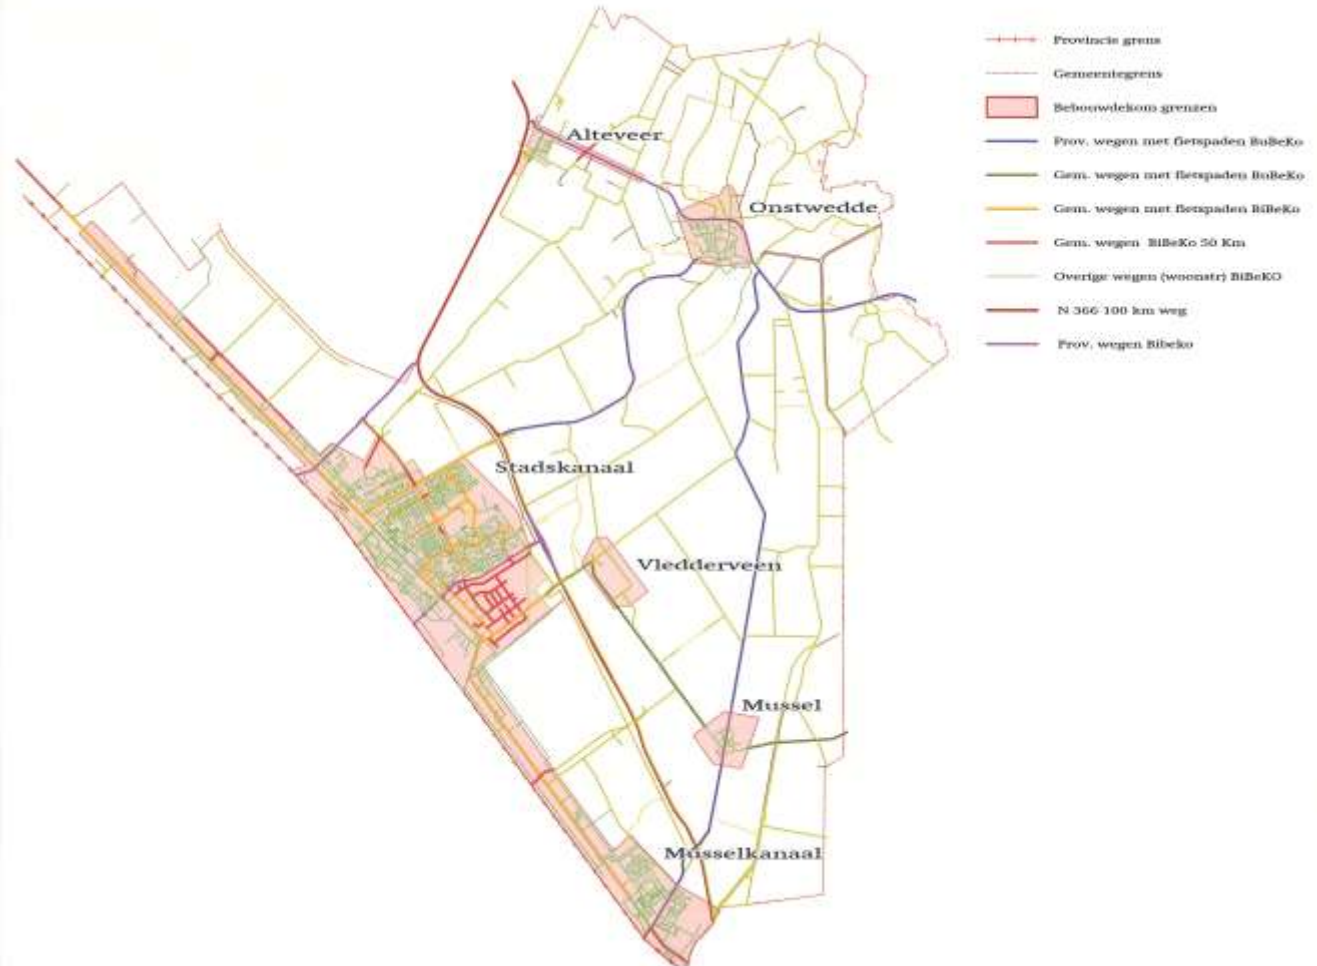 Provincie grens
Gemeentegrens
Bebouwdekom grenzen
Prov. wegen met fietspaden BuBeKo
Gem. wegen met fietspaden BuBeKo
Gem. wegen met fietspaden BiBeKo
Gem. wegen BiBeKo 50 Km
Overige wegen (woonstr) BiBeKO
N 366 100 km weg
Prov. wegen Bibeko
Alteveer
Onstwedde
Stadskanaal
Vledderveen
Mussel
Musselkanaal